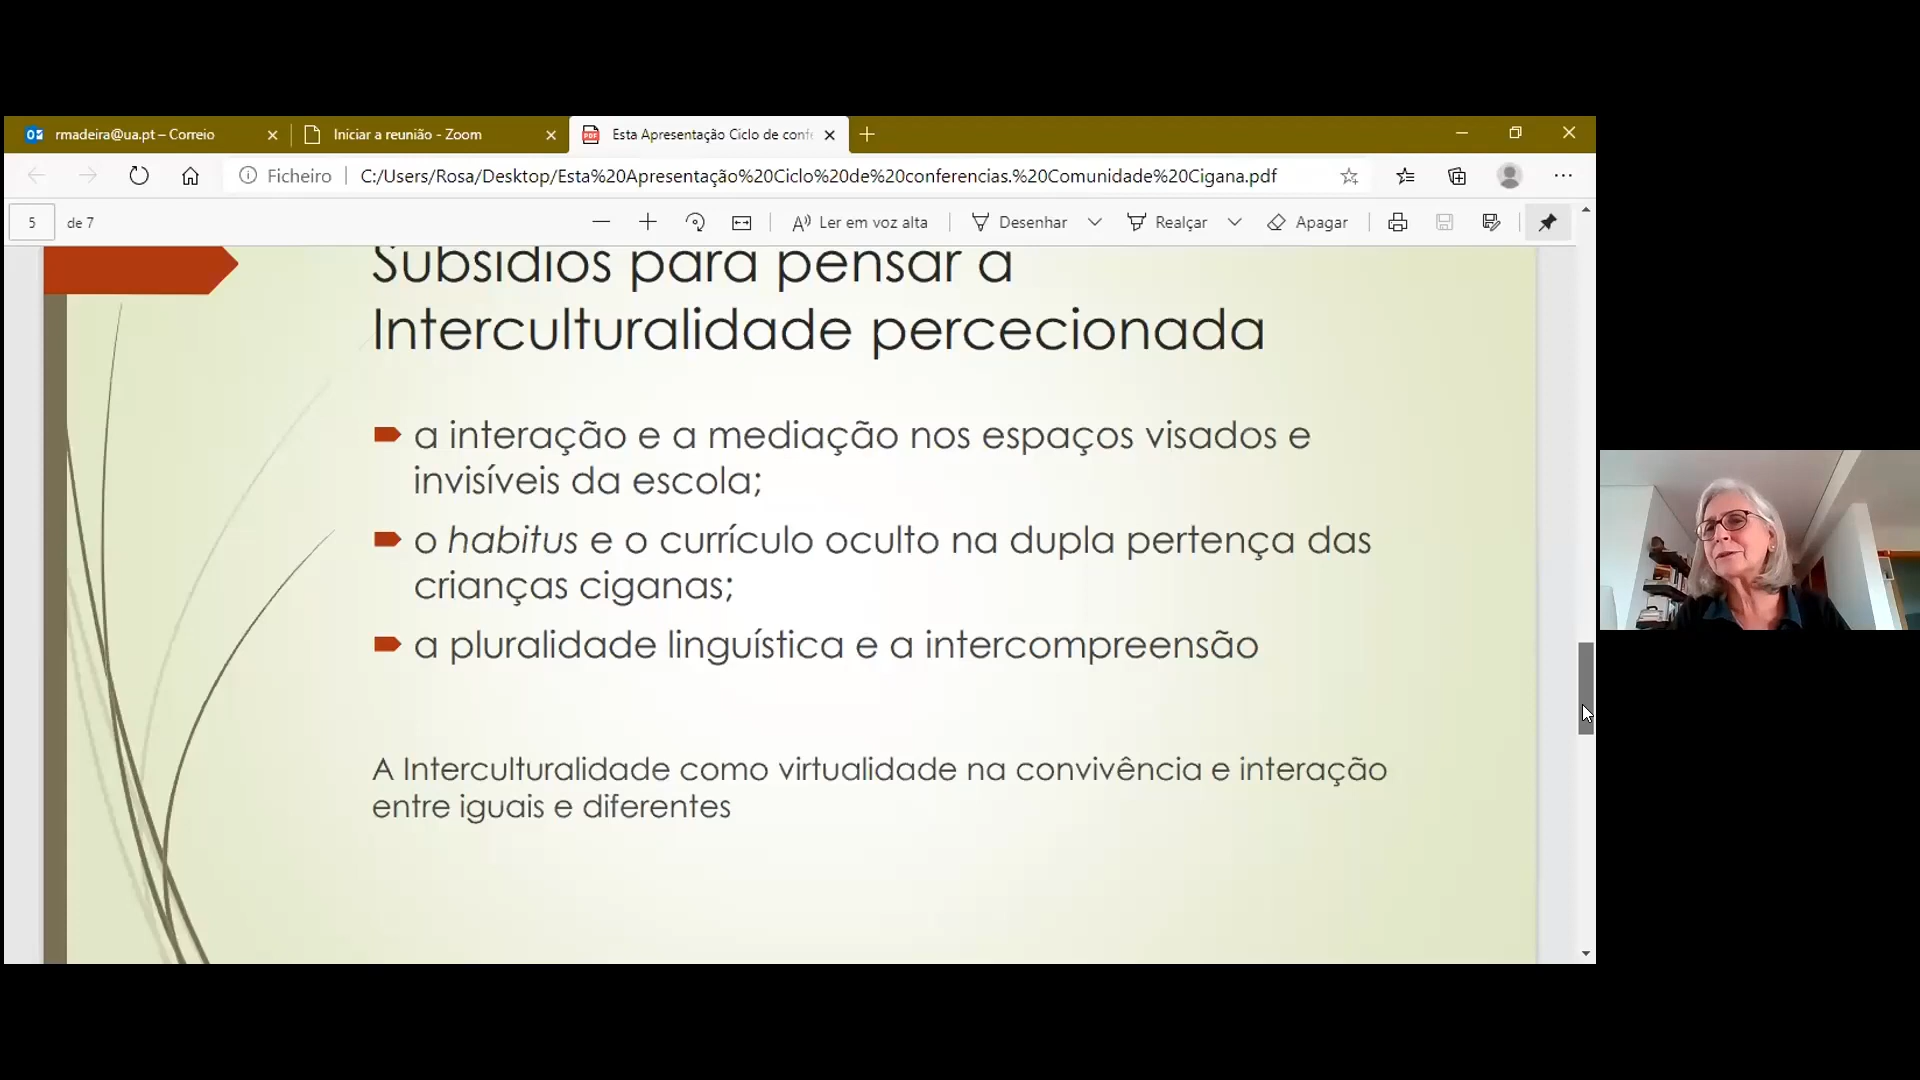 rmadeira@ua.pt – Correio
Iniciar a reunião - Zoom
Esta Apresentação Ciclo de confe
Ficheiro
C:/Users/Rosa/Desktop/Esta%20Apresentação%20Ciclo%20de%20conferencias.%20Comunidade%20Cigana.pdf
5 de 7
Ler em voz alta
Desenhar
Realçar
Apagar
Subsídios para pensar a
Interculturalidade percecionada
a interação e a mediação nos espaços visados e
invisíveis da escola;
o habitus e o currículo oculto na dupla pertença das
crianças ciganas;
a pluralidade linguística e a intercompreensão
A Interculturalidade como virtualidade na convivência e interação
entre iguais e diferentes